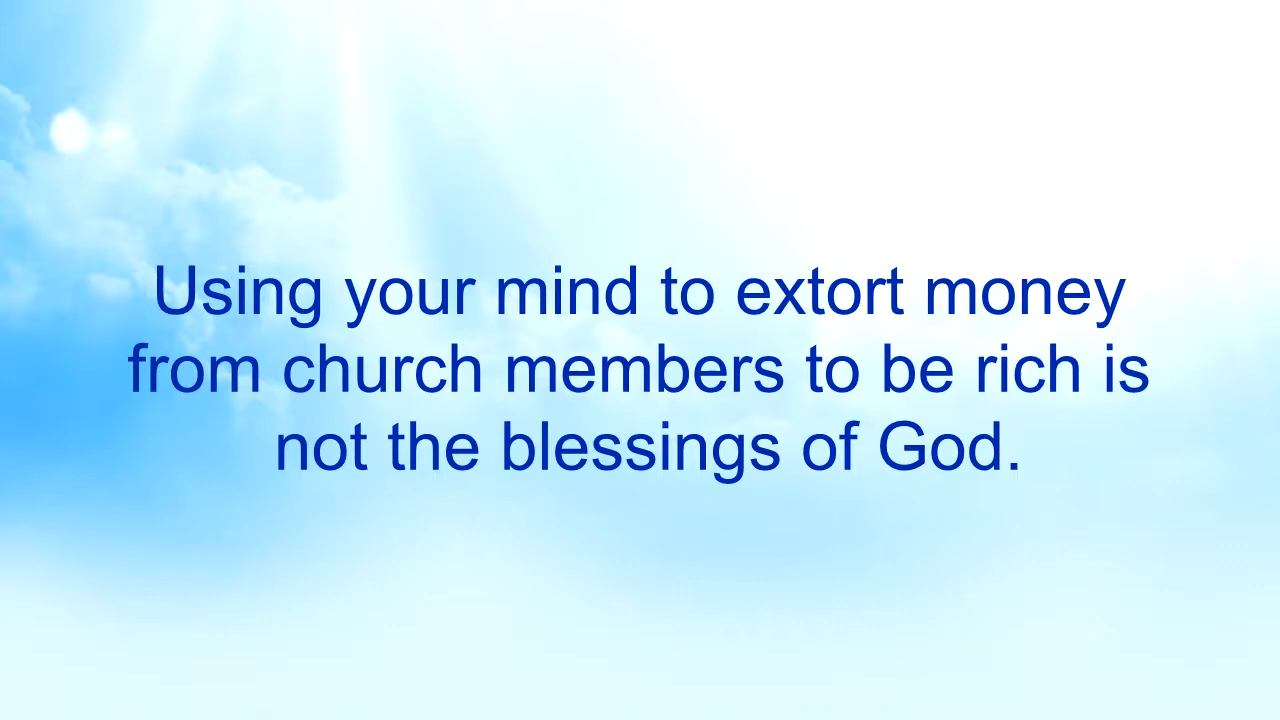 Using your mind to extort money
from church members to be rich is
not the blessings of God.